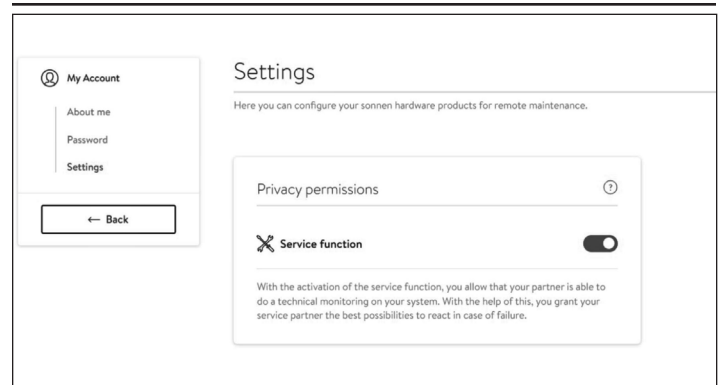 My Account
About me
Password
Settings
← Back
Settings
Here you can configure your sonnen hardware products for remote maintenance.
Privacy permissions
?
Service function
With the activation of the service function, you allow that your partner is able to
do a technical monitoring on your system. With the help of this, you grant your
service partner the best possibilities to react in case of failure.